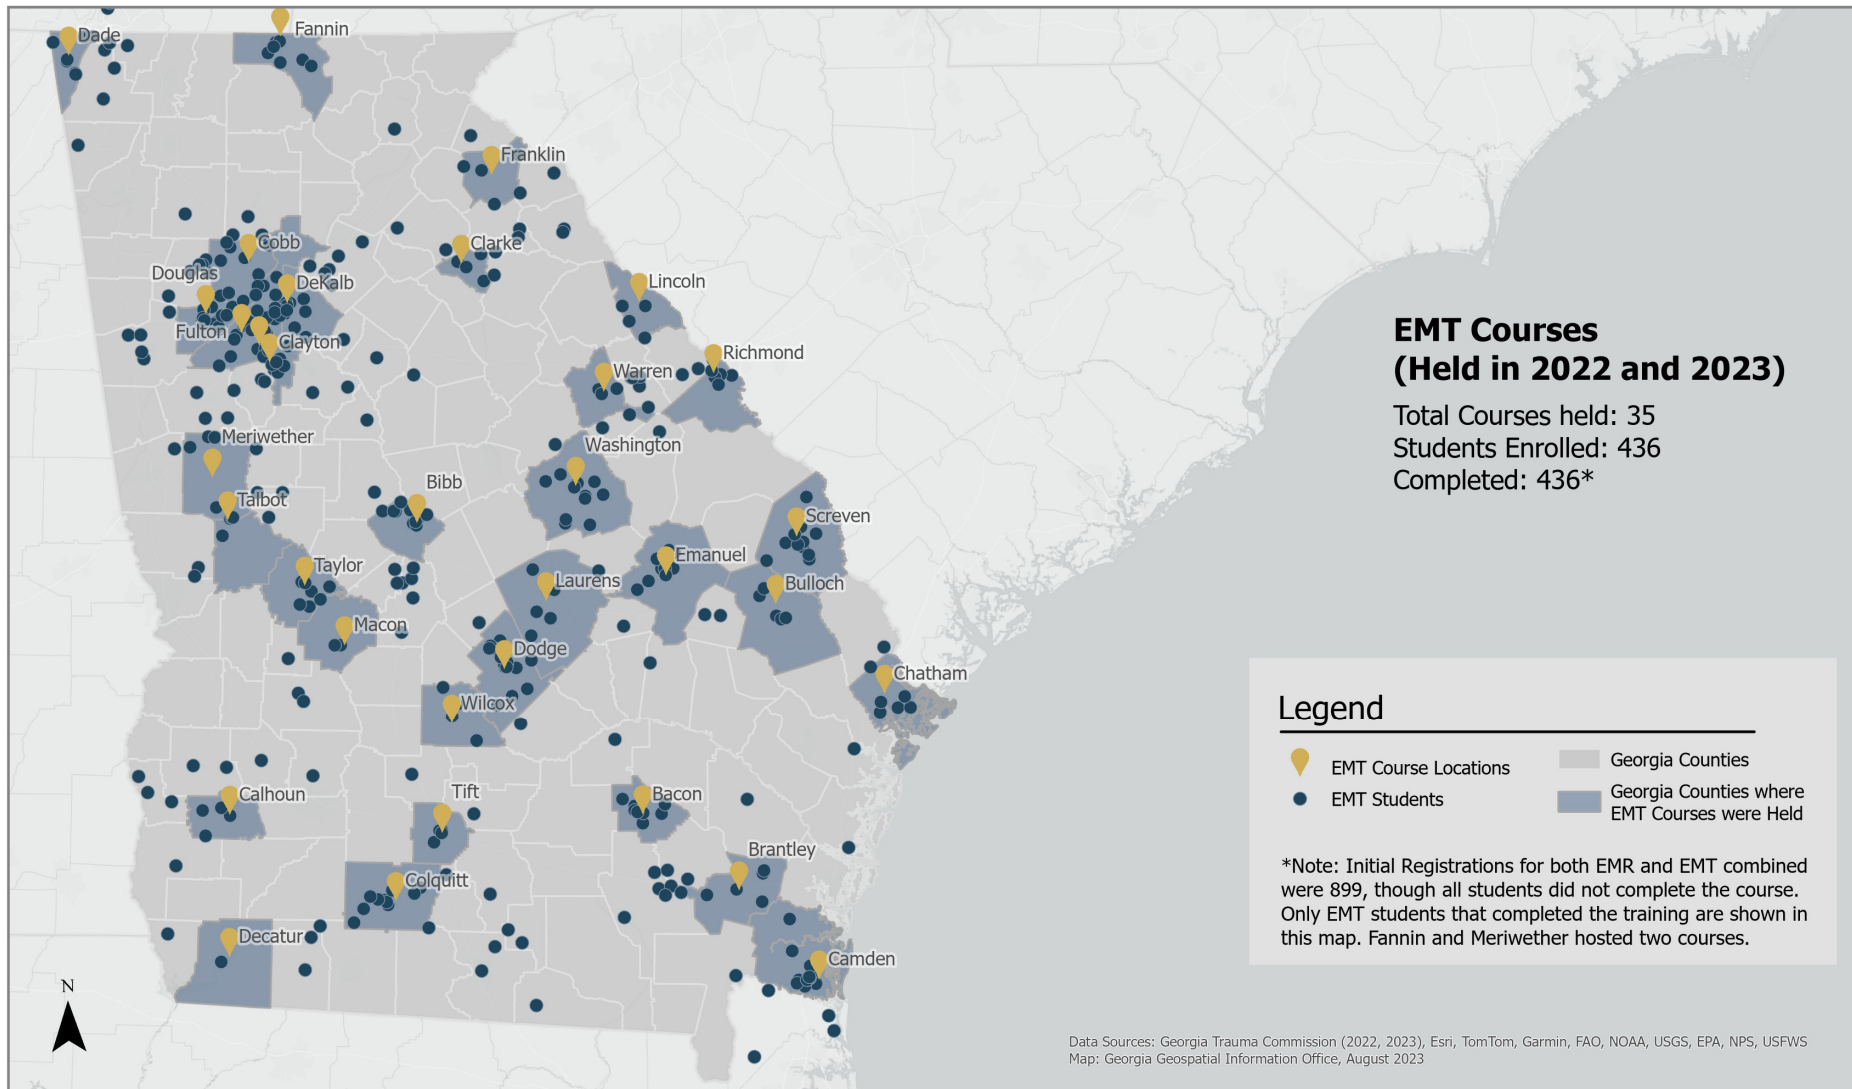 Dade
Fannin
Franklin
Cobb
Clarke
Douglas
DeKalb
Lincoln
Fulton
Clayton
Richmond
Warren
Meriwether
Washington
Bibb
Talbot
Screven
Taylor
Laurens
Emanuel
Bulloch
Macon
Dodge
Chatham
Wilcox
Calhoun
Tift
Bacon
Brantley
Colquitt
Decatur
Camden
N
EMT Courses
(Held in 2022 and 2023)
Total Courses held: 35
Students Enrolled: 436
Completed: 436*
Legend
EMT Course Locations
EMT Students
Georgia Counties
Georgia Counties where
EMT Courses were Held
*Note: Initial Registrations for both EMR and EMT combined
were 899, though all students did not complete the course.
Only EMT students that completed the training are shown in
this map. Fannin and Meriwether hosted two courses.
Data Sources: Georgia Trauma Commission (2022, 2023), Esri, TomTom, Garmin, FAO, NOAA, USGS, EPA, NPS, USFWS
Map: Georgia Geospatial Information Office, August 2023